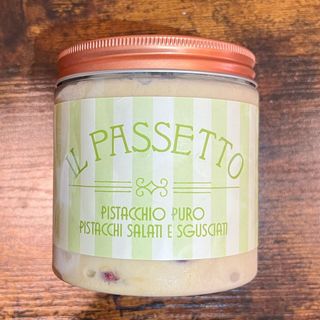 IL PASSETTO
PISTACCHIO PURO
PISTACCHI SALATI E SGUSCIATI